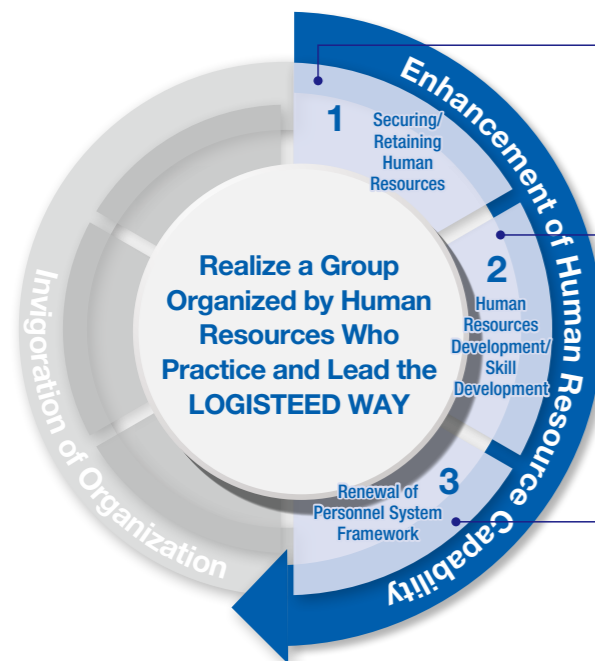 Enhancement of Human Resource Capability
1
Securing/
Retaining
Human
Resources
2
Human
Resources
Development/
Skill
Development
3
Renewal of
Personnel System
Framework
Realize a Group
Organized by Human
Resources Who
Practice and Lead the
LOGISTEED WAY
Invigoration of Organization